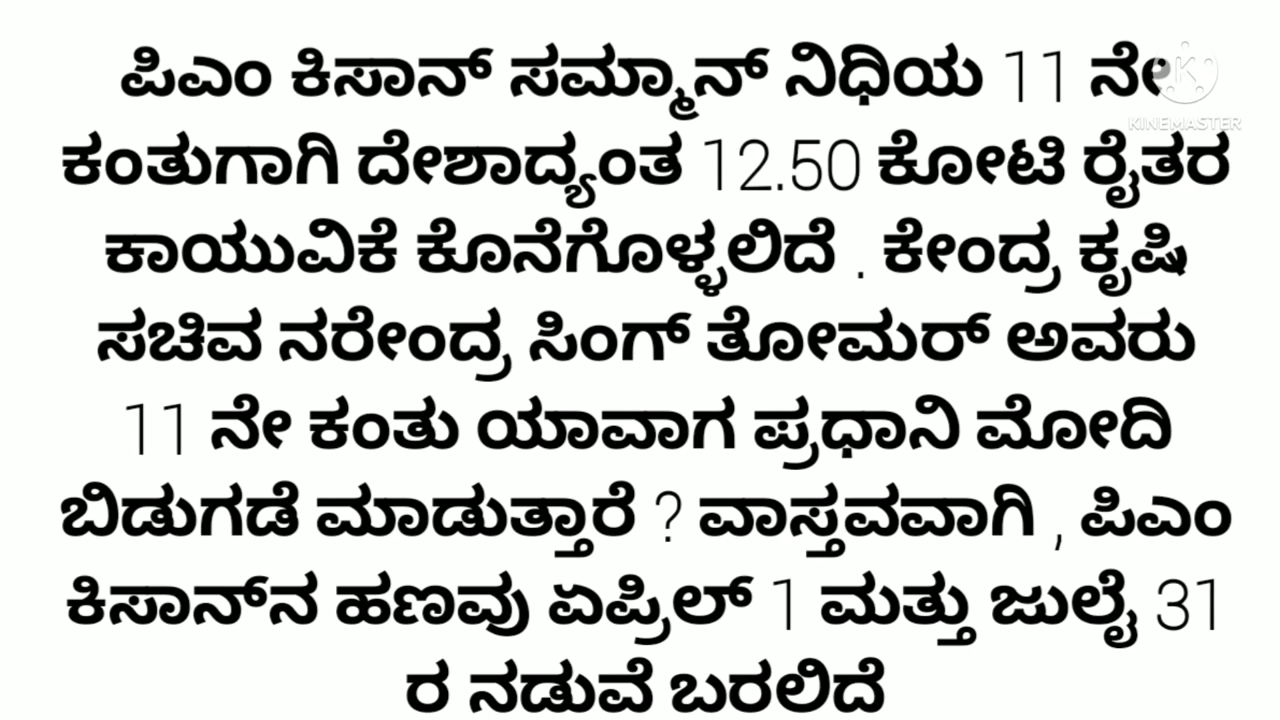 ಪಿಎಂ ಕಿಸಾನ್ ಸಮ್ಮಾನ್ ನಿಧಿಯ 11 ನೇ
KINEMASTER
ಕಂತುಗಾಗಿ ದೇಶಾದ್ಯಂತ 12.50 ಕೋಟಿ ರೈತರ
ಕಾಯುವಿಕೆ ಕೊನೆಗೊಳ್ಳಲಿದೆ . ಕೇಂದ್ರ ಕೃಷಿ
ಸಚಿವ ನರೇಂದ್ರ ಸಿಂಗ್ ತೋಮರ್ ಅವರು
11 ನೇ ಕಂತು ಯಾವಾಗ ಪ್ರಧಾನಿ ಮೋದಿ
ಬಿಡುಗಡೆ ಮಾಡುತ್ತಾರೆ ? ವಾಸ್ತವವಾಗಿ , ಪಿಎಂ
ಕಿಸಾನ್‌ನ ಹಣವು ಏಪ್ರಿಲ್ 1 ಮತ್ತು ಜುಲೈ 31
ರ ನಡುವೆ ಬರಲಿದೆ